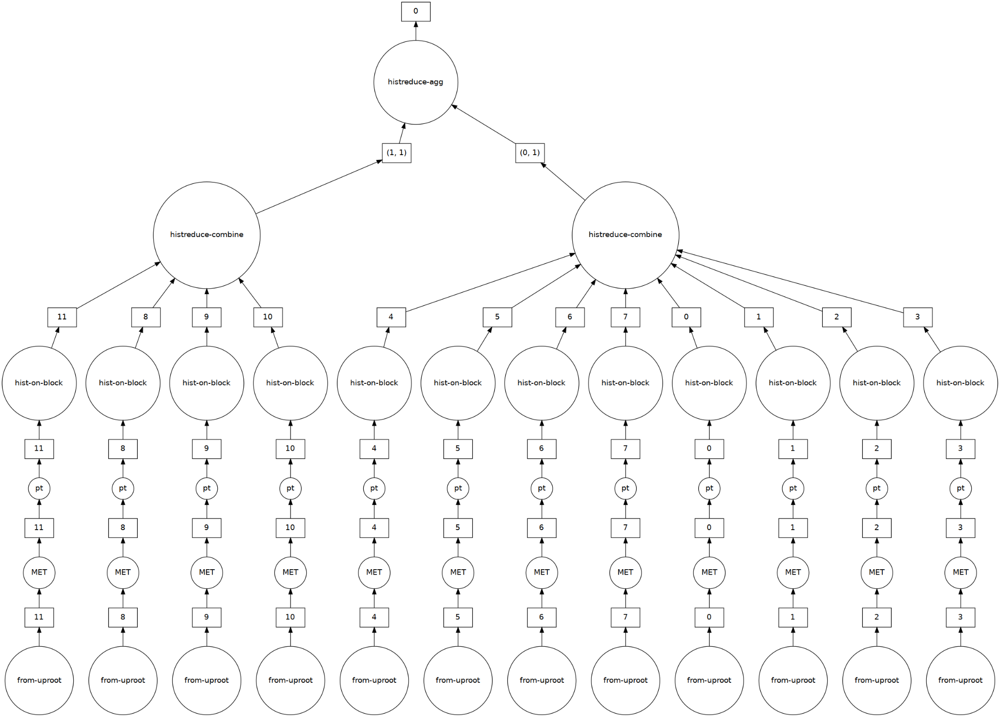 0
histreduce-agg
(1, 1) (0, 1)
histreduce-combine histreduce-combine
11 8 9 10 4 5 6 7 0 1 2 3
hist-on-block hist-on-block hist-on-block hist-on-block hist-on-block hist-on-block hist-on-block hist-on-block hist-on-block hist-on-block hist-on-block hist-on-block
11 8 9 10 4 5 6 7 0 1 2 3
pt pt pt pt pt pt pt pt pt pt pt pt
11 8 9 10 4 5 6 7 0 1 2 3
MET MET MET MET MET MET MET MET MET MET MET MET
11 8 9 10 4 5 6 7 0 1 2 3
from-uproot from-uproot from-uproot from-uproot from-uproot from-uproot from-uproot from-uproot from-uproot from-uproot from-uproot from-uproot